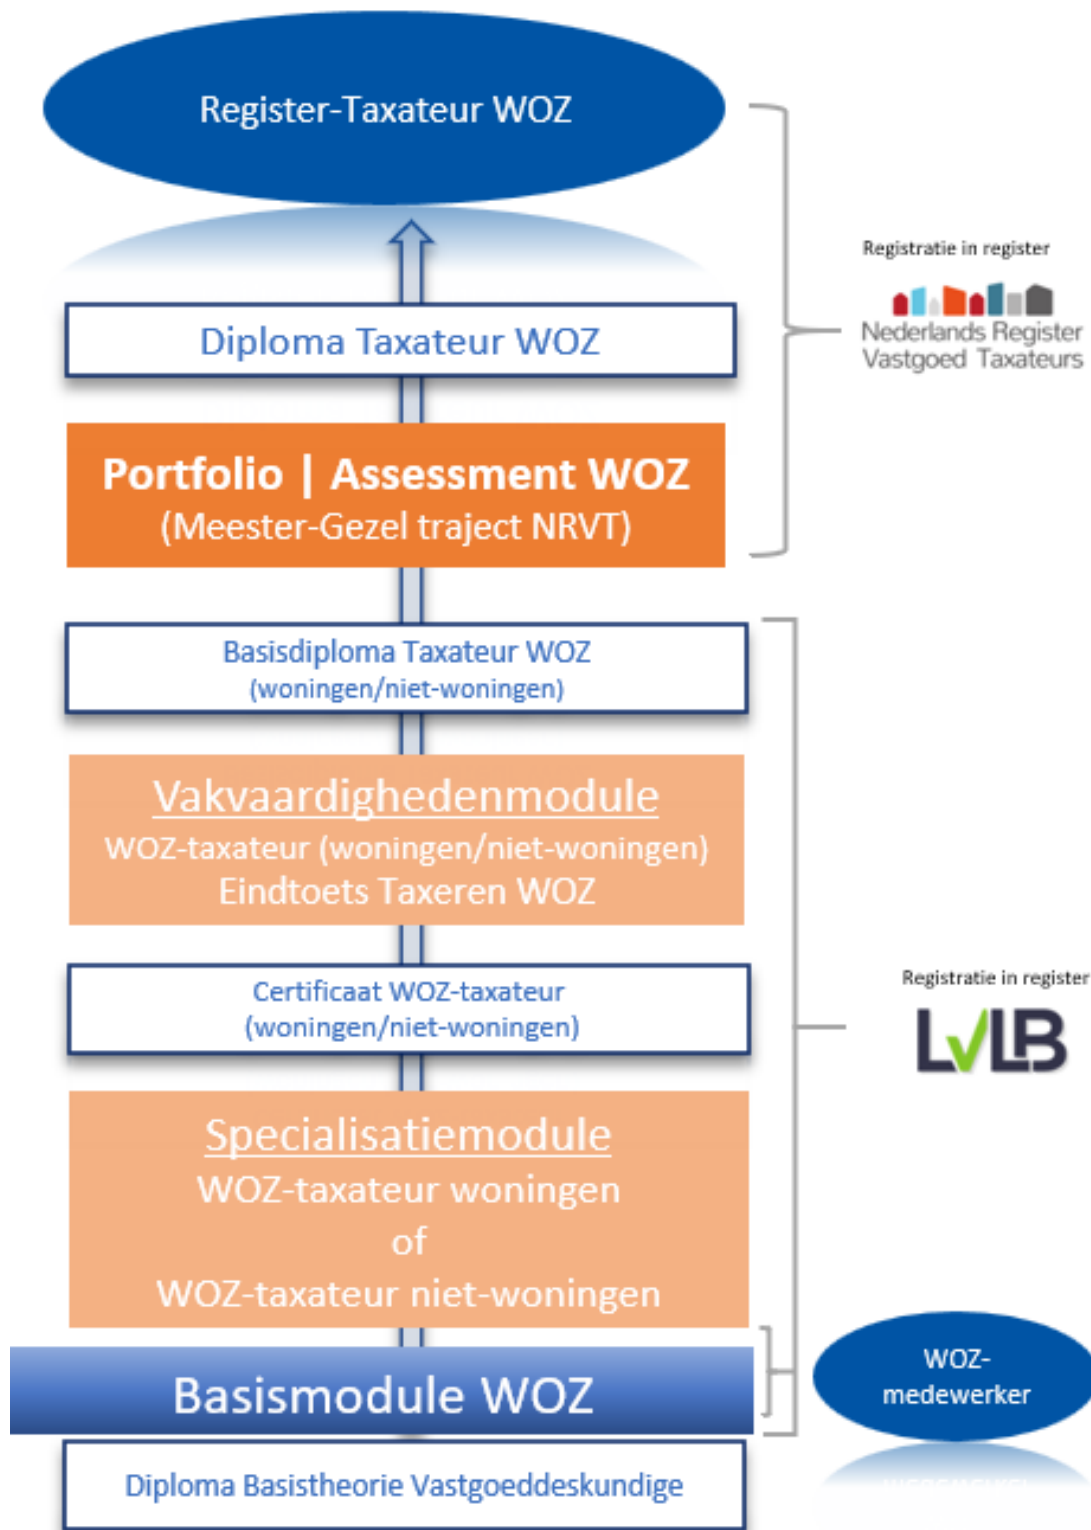 Register-Taxateur WOZ
Registratie in register
Nederlands Register
Vastgoed Taxateurs
Diploma Taxateur WOZ
Portfolio | Assessment WOZ
(Meester-Gezel traject NRVT)
Basisdiploma Taxateur WOZ
(woningen/niet-woningen)
Vakvaardighedenmodule
WOZ-taxateur (woningen/niet-woningen)
Eindtoets Taxeren WOZ
Certificaat WOZ-taxateur
(woningen/niet-woningen)
Registratie in register
LVLB
Specialisatiemodule
WOZ-taxateur woningen
of
WOZ-taxateur niet-woningen
Basismodule WOZ
WOZ-
medewerker
Diploma Basistheorie Vastgoeddeskundige